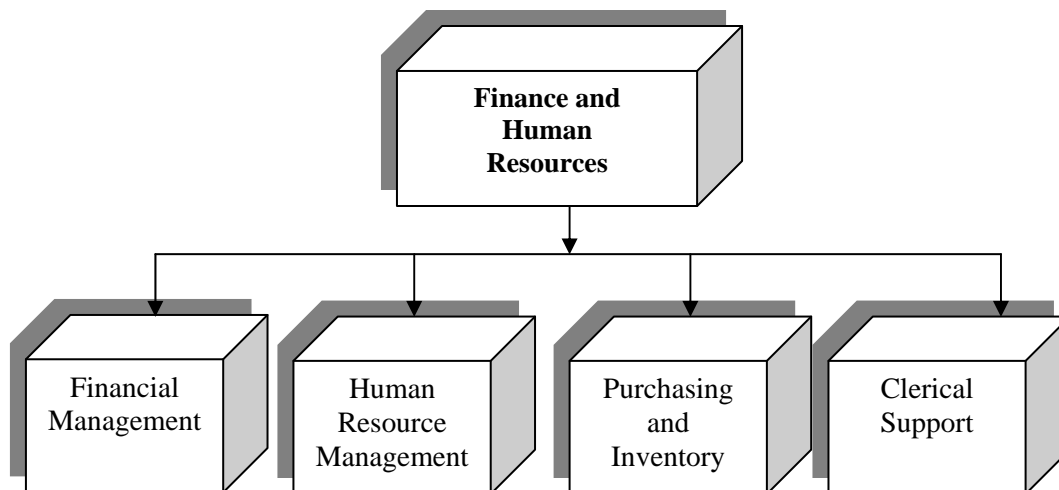 Finance and
Human
Resources
Financial
Management
Human
Resource
Management
Purchasing
and
Inventory
Clerical
Support